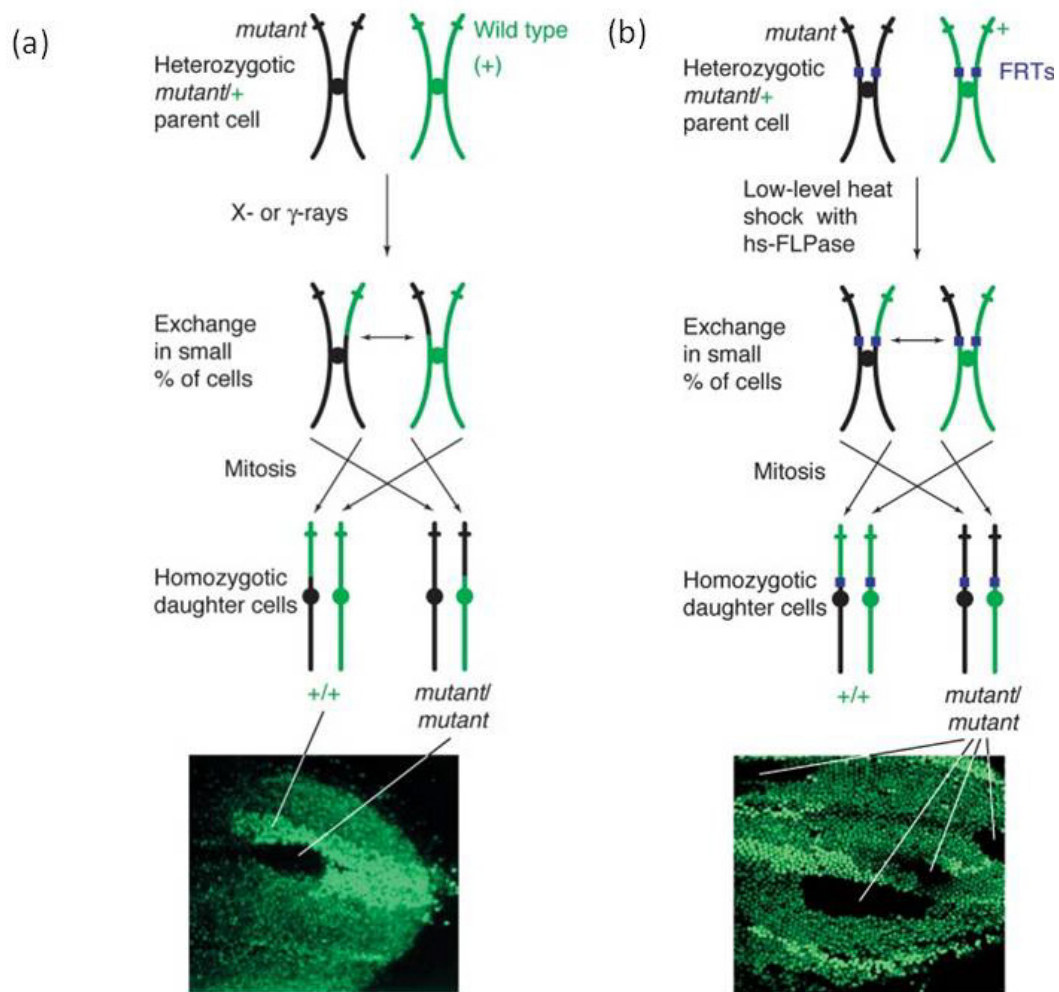 (a)
mutant
Wild type
(+)
Heterozygotic
mutant/+
parent cell
X- or γ-rays
Exchange
in small
% of cells
Mitosis
Homozygotic
daughter cells
+/+
mutant/
mutant
(b)
mutant
+
FRTs
Heterozygotic
mutant/+
parent cell
Low-level heat
shock with
hs-FLPase
Exchange
in small
% of cells
Mitosis
Homozygotic
daughter cells
+/+
mutant/
mutant